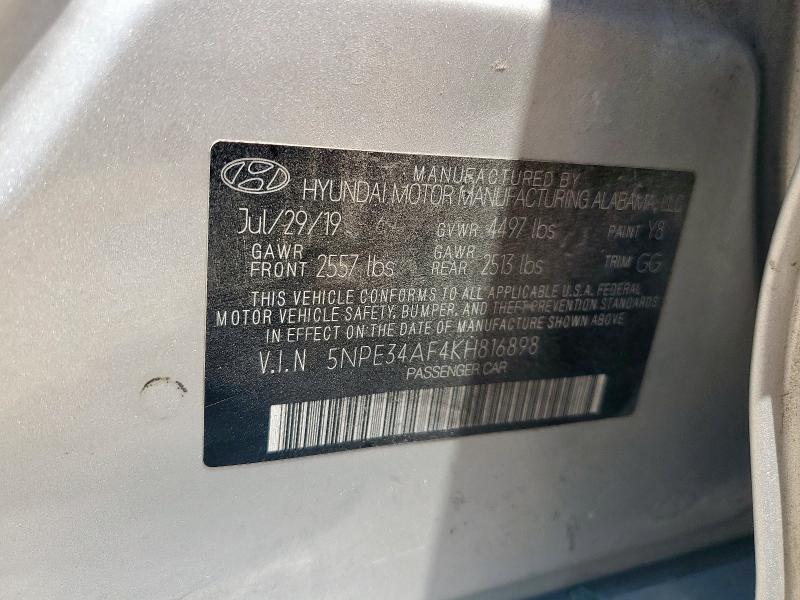 MANUFACTURED BY
HYUNDAI MOTOR MANUFACTURING ALABAMA, LLC
Jul/29/19 GVWR 4497 lbs PAINT Y8
GAWR FRONT 2557 lbs GAWR REAR 2513 lbs TRIM GG
THIS VEHICLE CONFORMS TO ALL APPLICABLE U.S.A. FEDERAL
MOTOR VEHICLE SAFETY, BUMPER, AND THEFT PREVENTION STANDARDS
IN EFFECT ON THE DATE OF MANUFACTURE SHOWN ABOVE.
V.I.N 5NPE34AF4KH816898
PASSENGER CAR